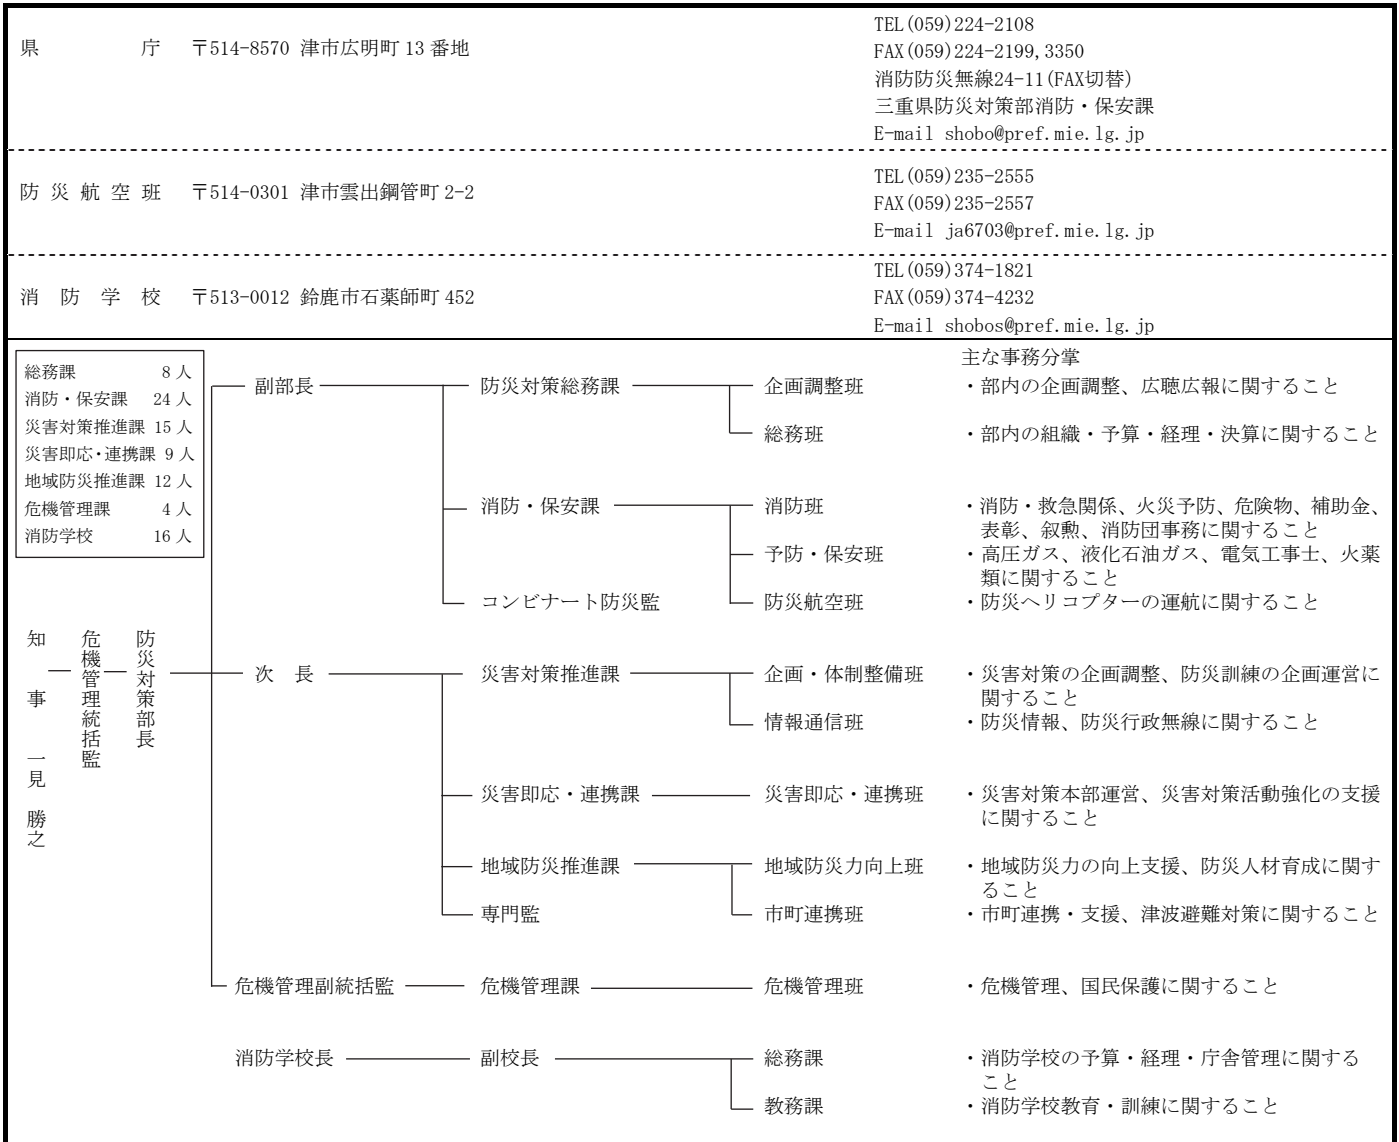 県庁 〒514-8570 津市広明町 13 番地
TEL(059)224-2108
FAX(059)224-2199,3350
消防防災無線24-11(FAX切替)
三重県防災対策部消防・保安課
E-mail shobo@pref.mie.lg.jp
防災航空班 〒514-0301 津市雲出鋼管町 2-2
TEL(059)235-2555
FAX(059)235-2557
E-mail ja6703@pref.mie.lg.jp
消防学校 〒513-0012 鈴鹿市石薬師町 452
TEL(059)374-1821
FAX(059)374-4232
E-mail shobos@pref.mie.lg.jp
総務課 8 人
消防・保安課 24 人
災害対策推進課 15 人
災害即応・連携課 9 人
地域防災推進課 12 人
危機管理課 4 人
消防学校 16 人
知事 一見 勝之
危機管理統括監
防災対策部長
主な事務分掌
副部長 防災対策総務課 企画調整班 ・部内の企画調整、広聴広報に関すること
総務班 ・部内の組織・予算・経理・決算に関すること
消防・保安課 消防班 ・消防・救急関係、火災予防、危険物、補助金、
表彰、叙勲、消防団事務に関すること
予防・保安班 ・高圧ガス、液化石油ガス、電気工事士、火薬
類に関すること
コンビナート防災監 防災航空班 ・防災ヘリコプターの運航に関すること
次長 災害対策推進課 企画・体制整備班 ・災害対策の企画調整、防災訓練の企画運営に
関すること
情報通信班 ・防災情報、防災行政無線に関すること
災害即応・連携課 災害即応・連携班 ・災害対策本部運営、災害対策活動強化の支援
に関すること
地域防災推進課 地域防災力向上班 ・地域防災力の向上支援、防災人材育成に関す
ること
専門監 市町連携班 ・市町連携・支援、津波避難対策に関すること
危機管理副統括監 危機管理課 危機管理班 ・危機管理、国民保護に関すること
消防学校長 副校長 総務課 ・消防学校の予算・経理・庁舎管理に関する
こと
教務課 ・消防学校教育・訓練に関すること